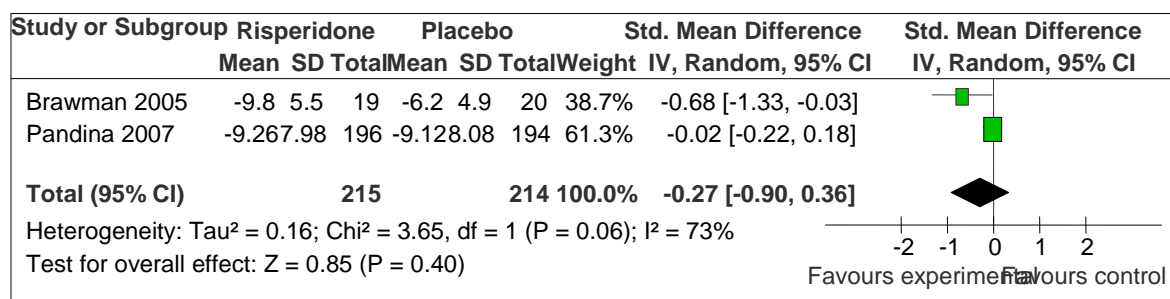 Study or Subgroup Risperidone Placebo Std. Mean Difference Std. Mean Difference
Mean SD Total Mean SD Total Weight IV, Random, 95% CI IV, Random, 95% CI
Brawman 2005 -9.8 5.5 19 -6.2 4.9 20 38.7% -0.68 [-1.33, -0.03]
Pandina 2007 -9.26 7.98 196 -9.12 8.08 194 61.3% -0.02 [-0.22, 0.18]
Total (95% CI) 215 214 100.0% -0.27 [-0.90, 0.36]
Heterogeneity: Tau² = 0.16; Chi² = 3.65, df = 1 (P = 0.06); I² = 73%
Test for overall effect: Z = 0.85 (P = 0.40)
-2 -1 0 1 2
Favours experimental Favours control